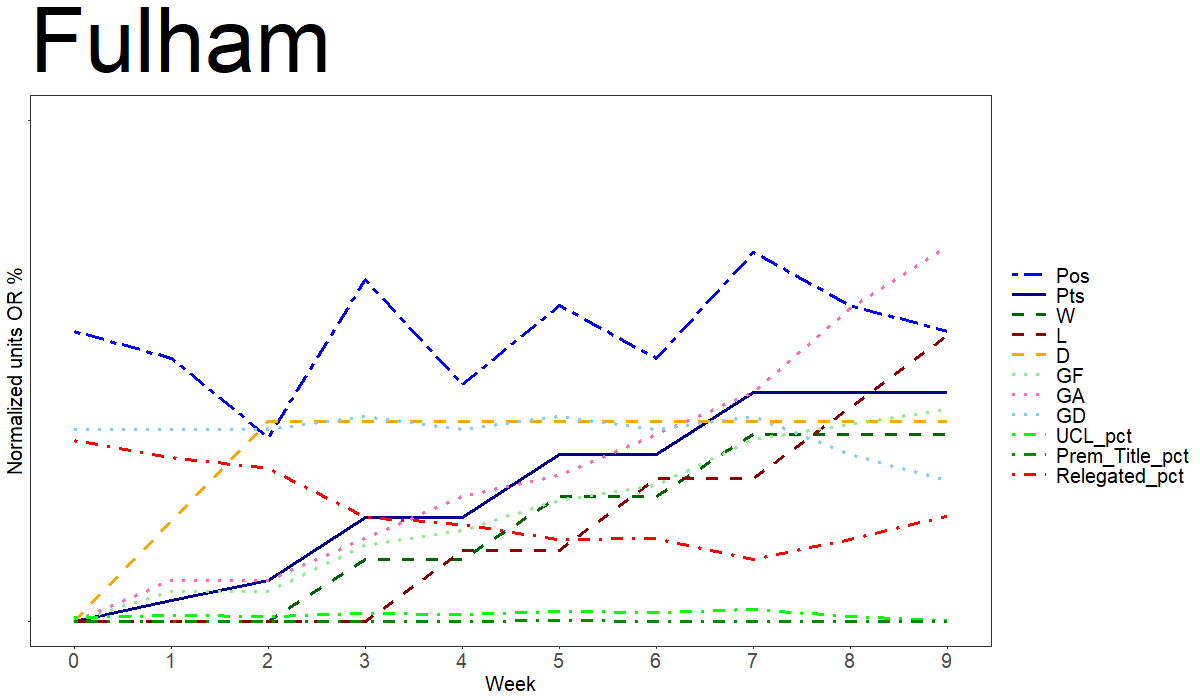 Fulham
Normalized units OR %
Pos
Pts
W
L
D
GF
GA
GD
UCL_pct
Prem_Title_pct
Relegated_pct
0 1 2 3 4 5 6 7 8 9
Week